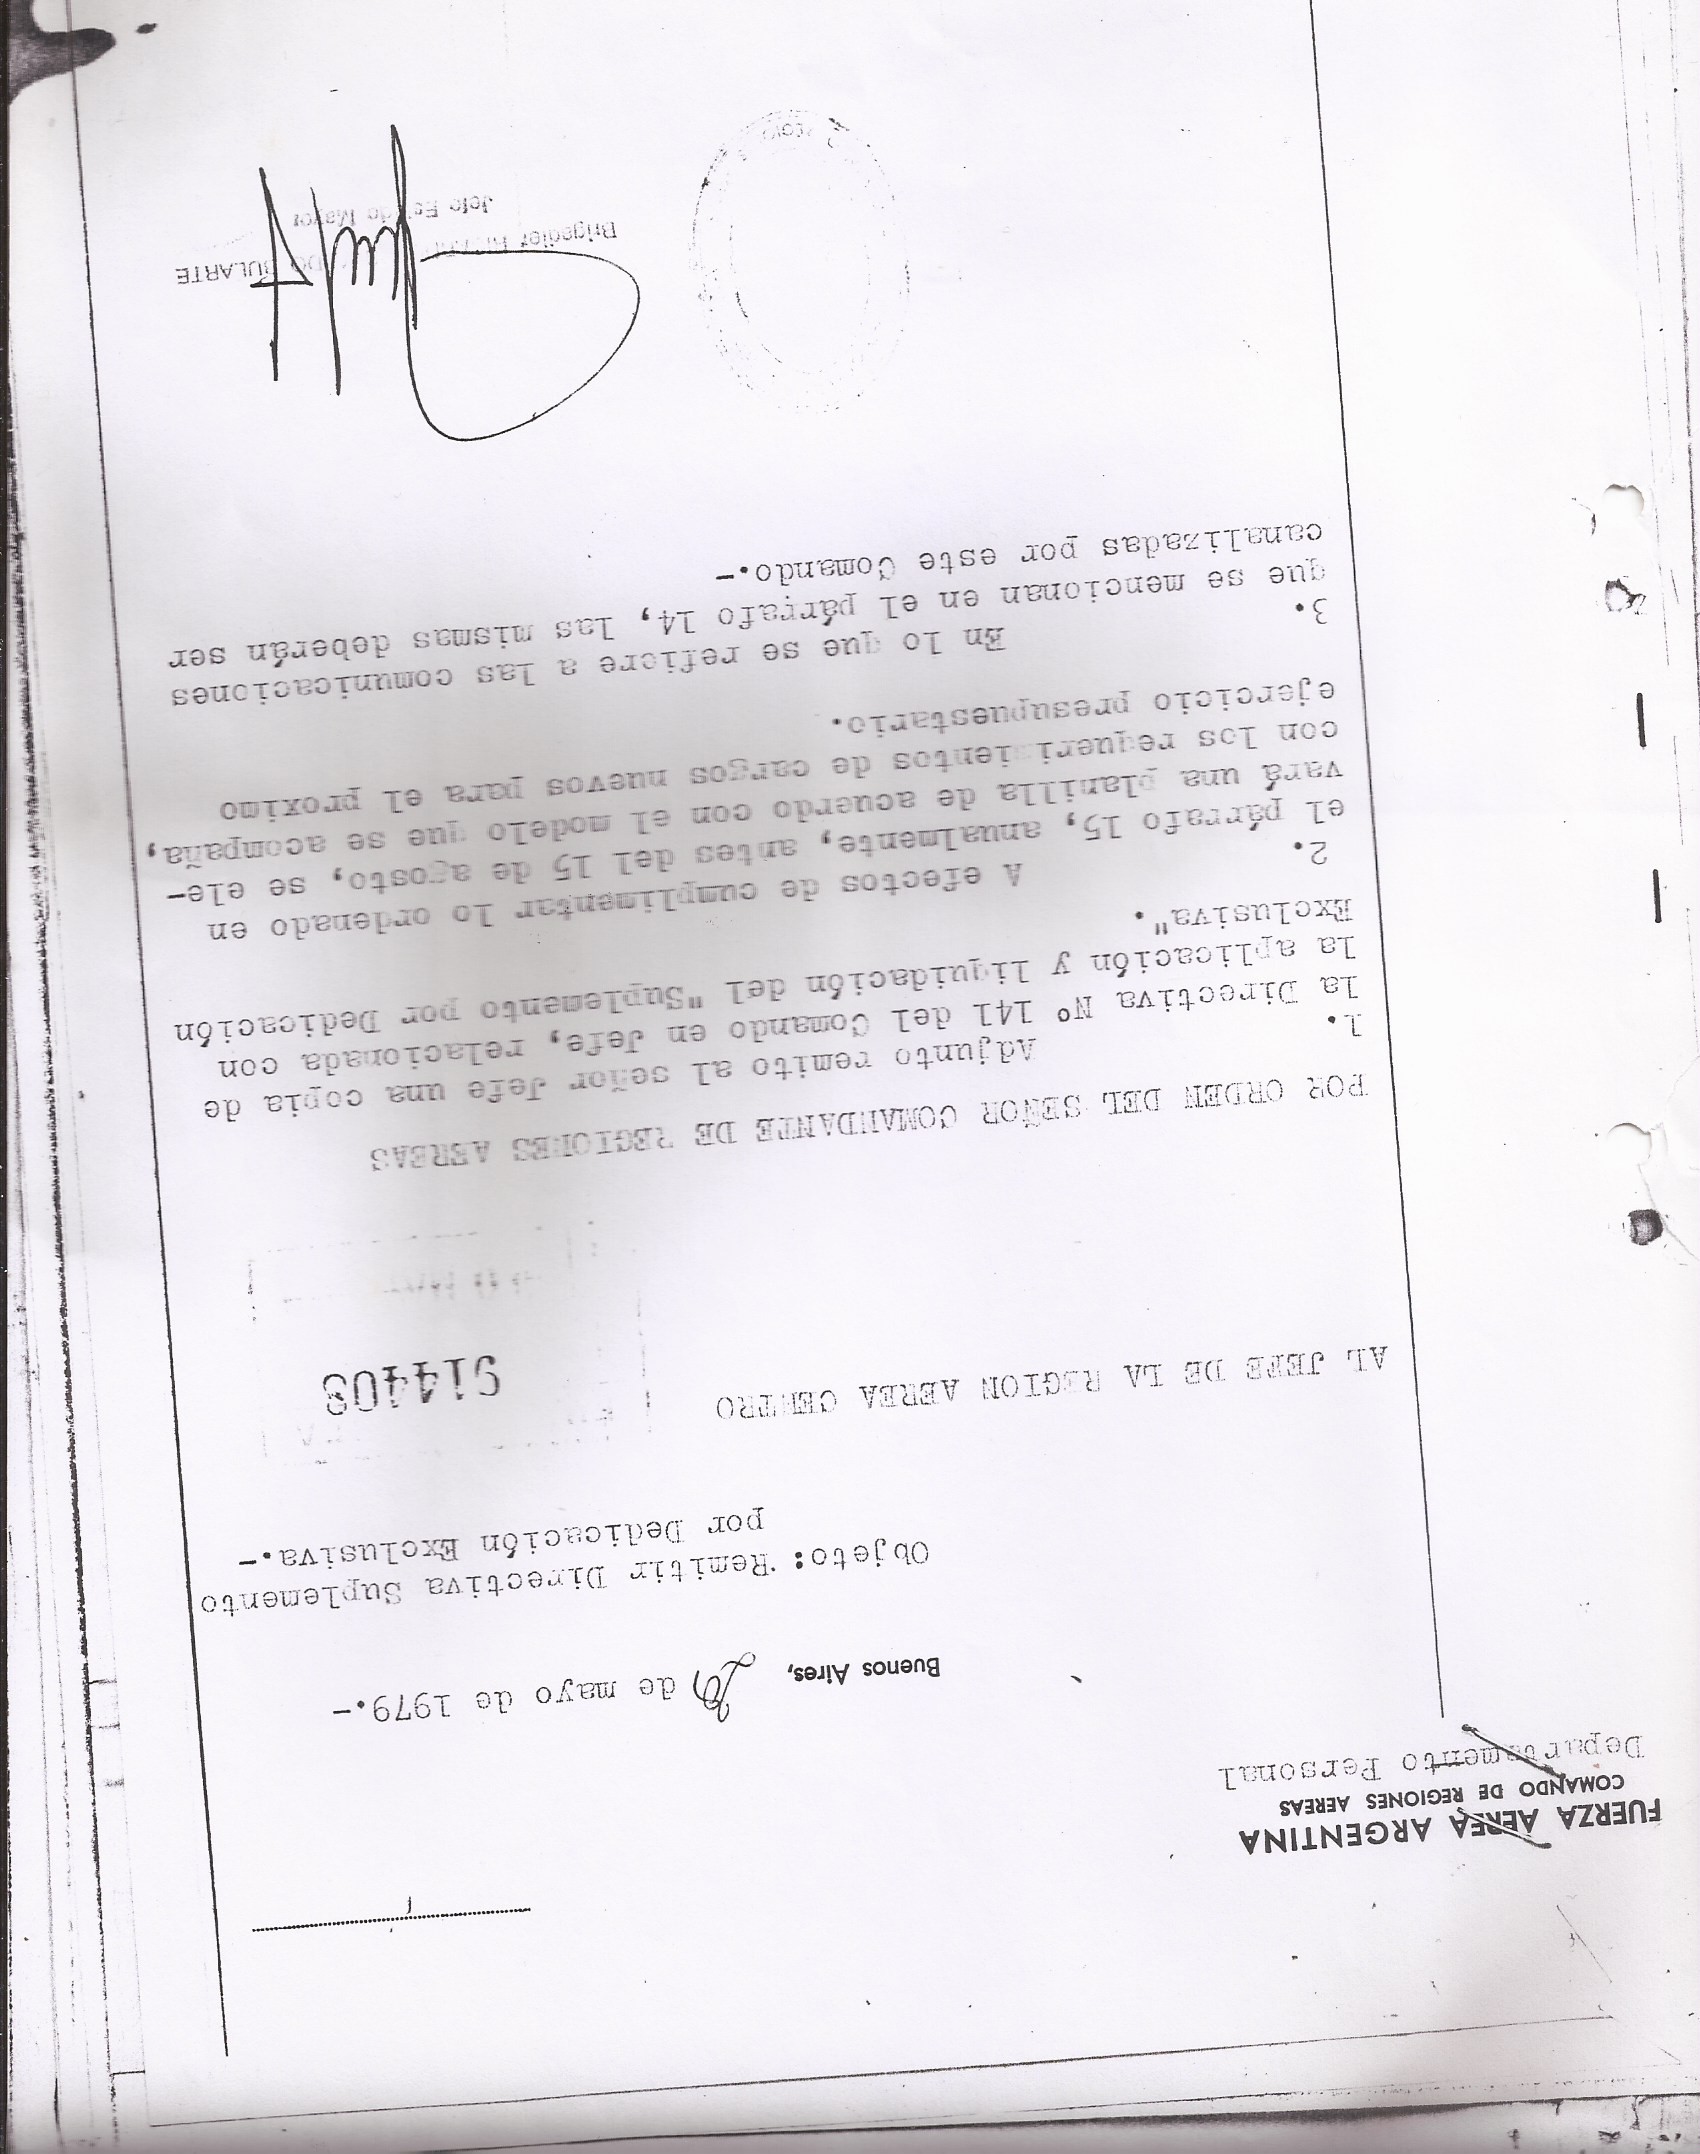 FUERZA AEREA ARGENTINA
COMANDO DE REGIONES AEREAS
Departamento Personal
Buenos Aires, de mayo de 1979.-
Objeto: Remitir Directiva Suplemento
por Dedicación Exclusiva.-
AL JEFE DE LA REGION AEREA CENTRO
914408
POR ORDEN DEL SEÑOR COMANDANTE DE REGIONES AEREAS
1. Adjunto remito al señor Jefe una copia de
la Directiva Nº 141 del Comando en Jefe, relacionada con
la aplicación y liquidación del "Suplemento por Dedicación
Exclusiva".
2. A efectos de cumplimentar lo ordenado en
el párrafo 15, anualmente, antes del 15 de agosto, se ele-
vará una planilla de acuerdo con el modelo que se acompaña,
con los requerimientos de cargos nuevos para el proximo
ejercicio presupuestario.
3. En lo que se refiere a las comunicaciones
que se mencionan en el párrafo 14, las mismas deberán ser
canalizadas por este Comando.-
Brigadier BULARTE
Jefe Estado Mayor